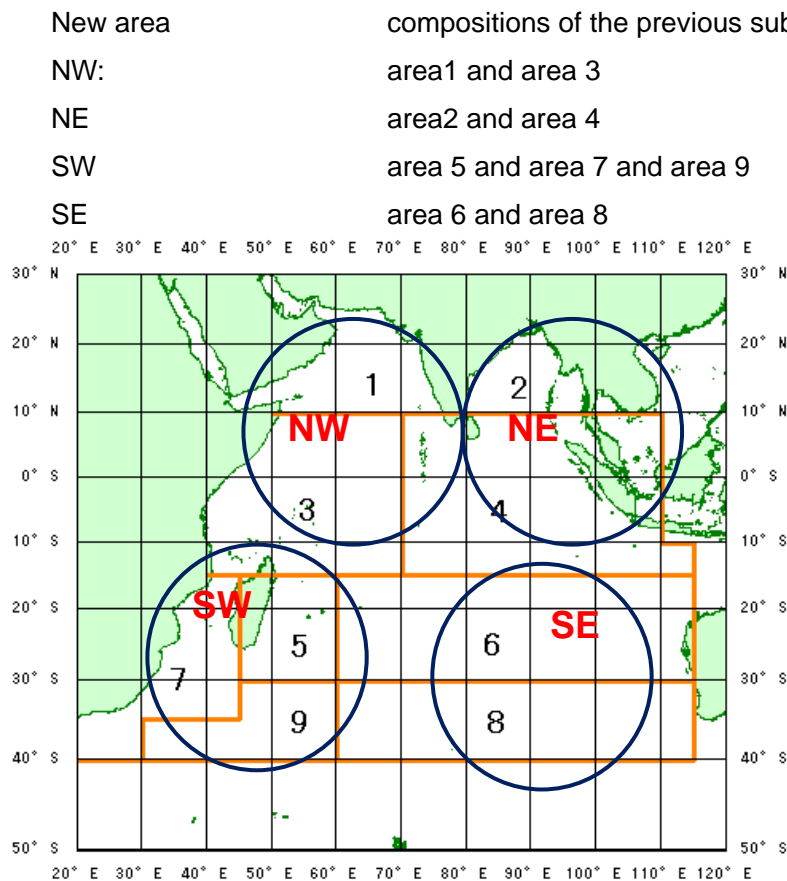 New area compositions of the previous sub
NW: area1 and area 3
NE area2 and area 4
SW area 5 and area 7 and area 9
SE area 6 and area 8
20° E 30° E 40° E 50° E 60° E 70° E 80° E 90° E 100° E 110° E 120° E
30° N 30° N
20° N 20° N
1 2
10° N 10° N
NW NE
0° S 0° S
3 4
10° S 10° S
SW
20° S 20° S
SE
5 6
7
30° S 30° S
9 8
40° S 40° S
50° S 50° S
20° E 30° E 40° E 50° E 60° E 70° E 80° E 90° E 100° E 110° E 120° E